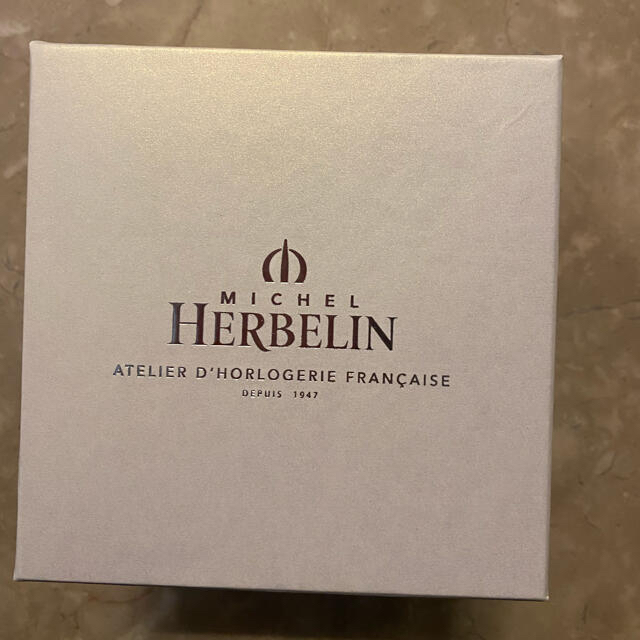 MICHEL
HERBELIN
ATELIER D'HORLOGERIE FRANÇAISE
DEPUIS 1947